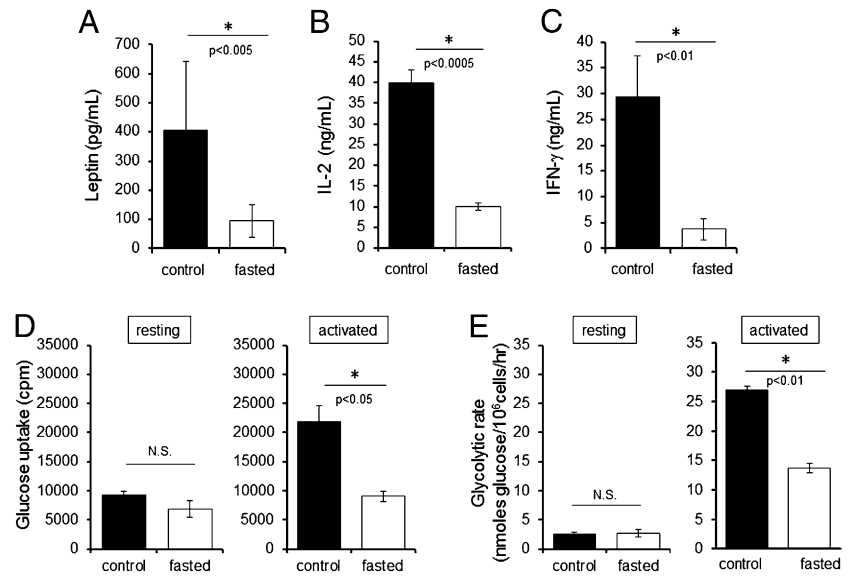 A
*
p<0.005
Leptin (pg/mL)
700
600
500
400
300
200
100
0
control fasted
B
*
p<0.0005
IL-2 (ng/mL)
50
45
40
35
30
25
20
15
10
5
0
control fasted
C
*
p<0.01
IFN-γ (ng/mL)
40
35
30
25
20
15
10
5
0
control fasted
D
resting
Glucose uptake (cpm)
35000
30000
25000
20000
15000
10000
5000
0
N.S.
control fasted
activated
35000
30000
25000
20000
15000
10000
5000
0
*
p<0.05
control fasted
E
resting
Glycolytic rate
(nmoles glucose/10⁶cells/hr)
35
30
25
20
15
10
5
0
N.S.
control fasted
activated
35
30
25
20
15
10
5
0
*
p<0.01
control fasted